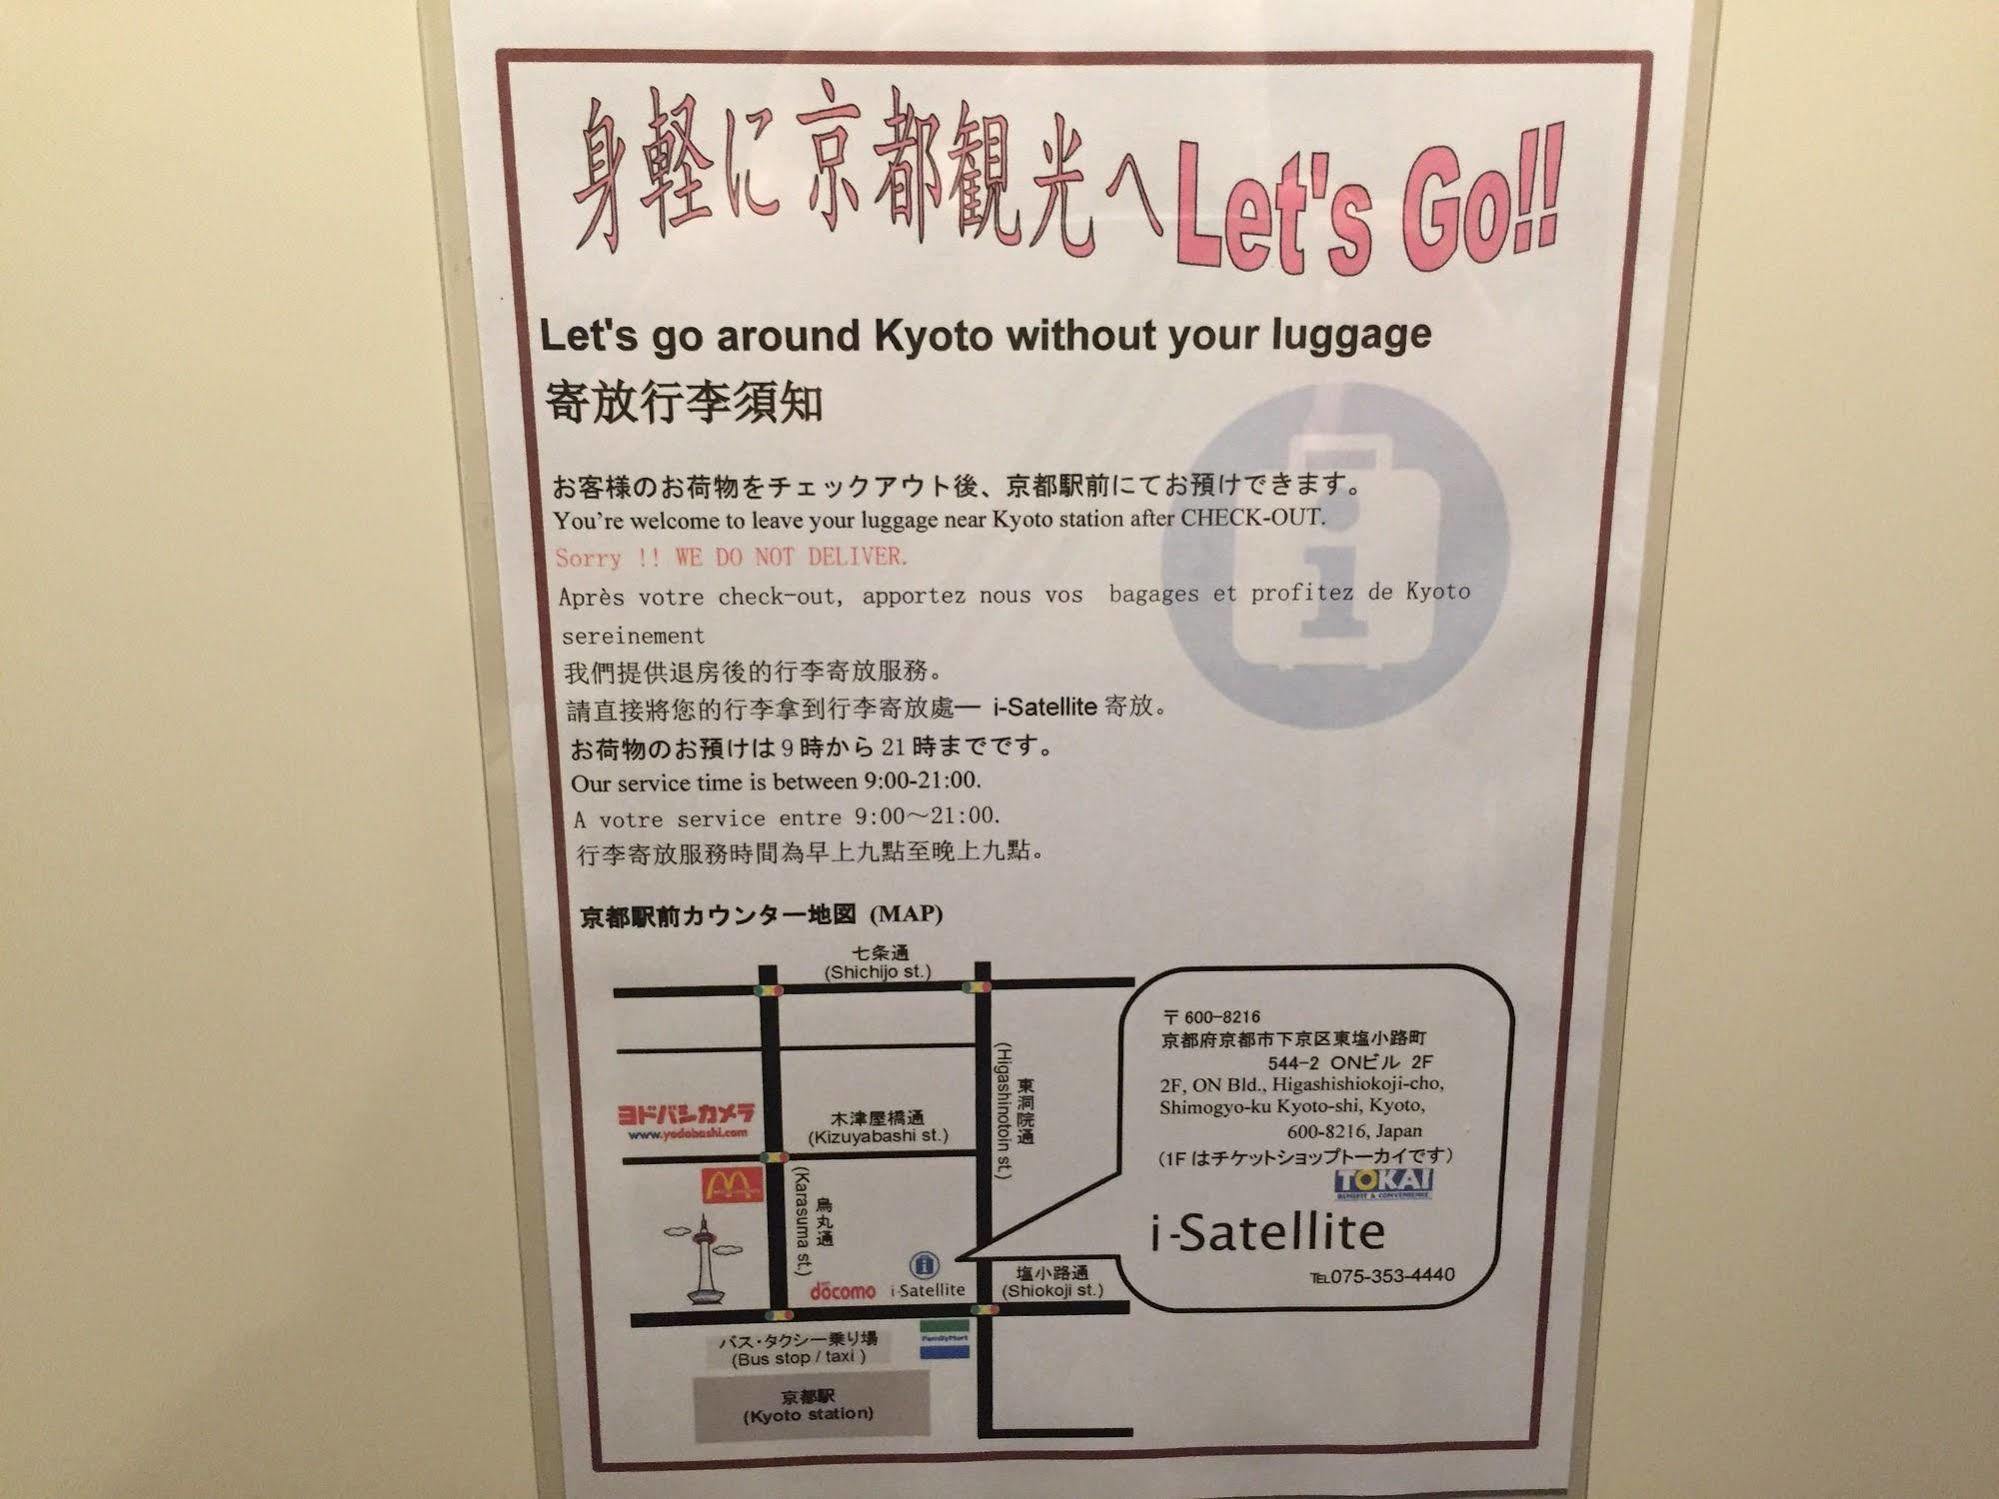 身軽に京都観光へLet's Go!!
Let's go around Kyoto without your luggage
寄放行李須知
お客様のお荷物をチェックアウト後、京都駅前にてお預けできます。
You're welcome to leave your luggage near Kyoto station after CHECK-OUT.
Sorry !! WE DO NOT DELIVER.
Après votre check-out, apportez nous vos bagages et profitez de Kyoto
sereinement
我們提供退房後的行李寄放服務。
請直接將您的行李拿到行李寄放處— i-Satellite 寄放。
お荷物のお預けは9時から21時までです。
Our service time is between 9:00-21:00.
A votre service entre 9:00～21:00.
行李寄放服務時間為早上九點至晚上九點。
京都駅前カウンター地図 (MAP)
七条通
(Shichijo st.)
ヨドバシカメラ
www.yodobashi.com
木津屋橋通
(Kizuyabashi st.)
東洞院通
(Higashinotoin st.)
烏丸通
(Karasuma st.)
döcomo
i-Satellite
塩小路通
(Shiokoji st.)
バス・タクシー乗り場
(Bus stop / taxi )
FamilyMart
京都駅
(Kyoto station)
〒600-8216
京都府京都市下京区東塩小路町
544-2 ONビル 2F
2F, ON Bld., Higashishiokoji-cho,
Shimogyo-ku Kyoto-shi, Kyoto,
600-8216, Japan
(1Fはチケットショップトーカイです)
TOKAI
BENEFIT & CONVENIENCE
i-Satellite
TEL075-353-4440